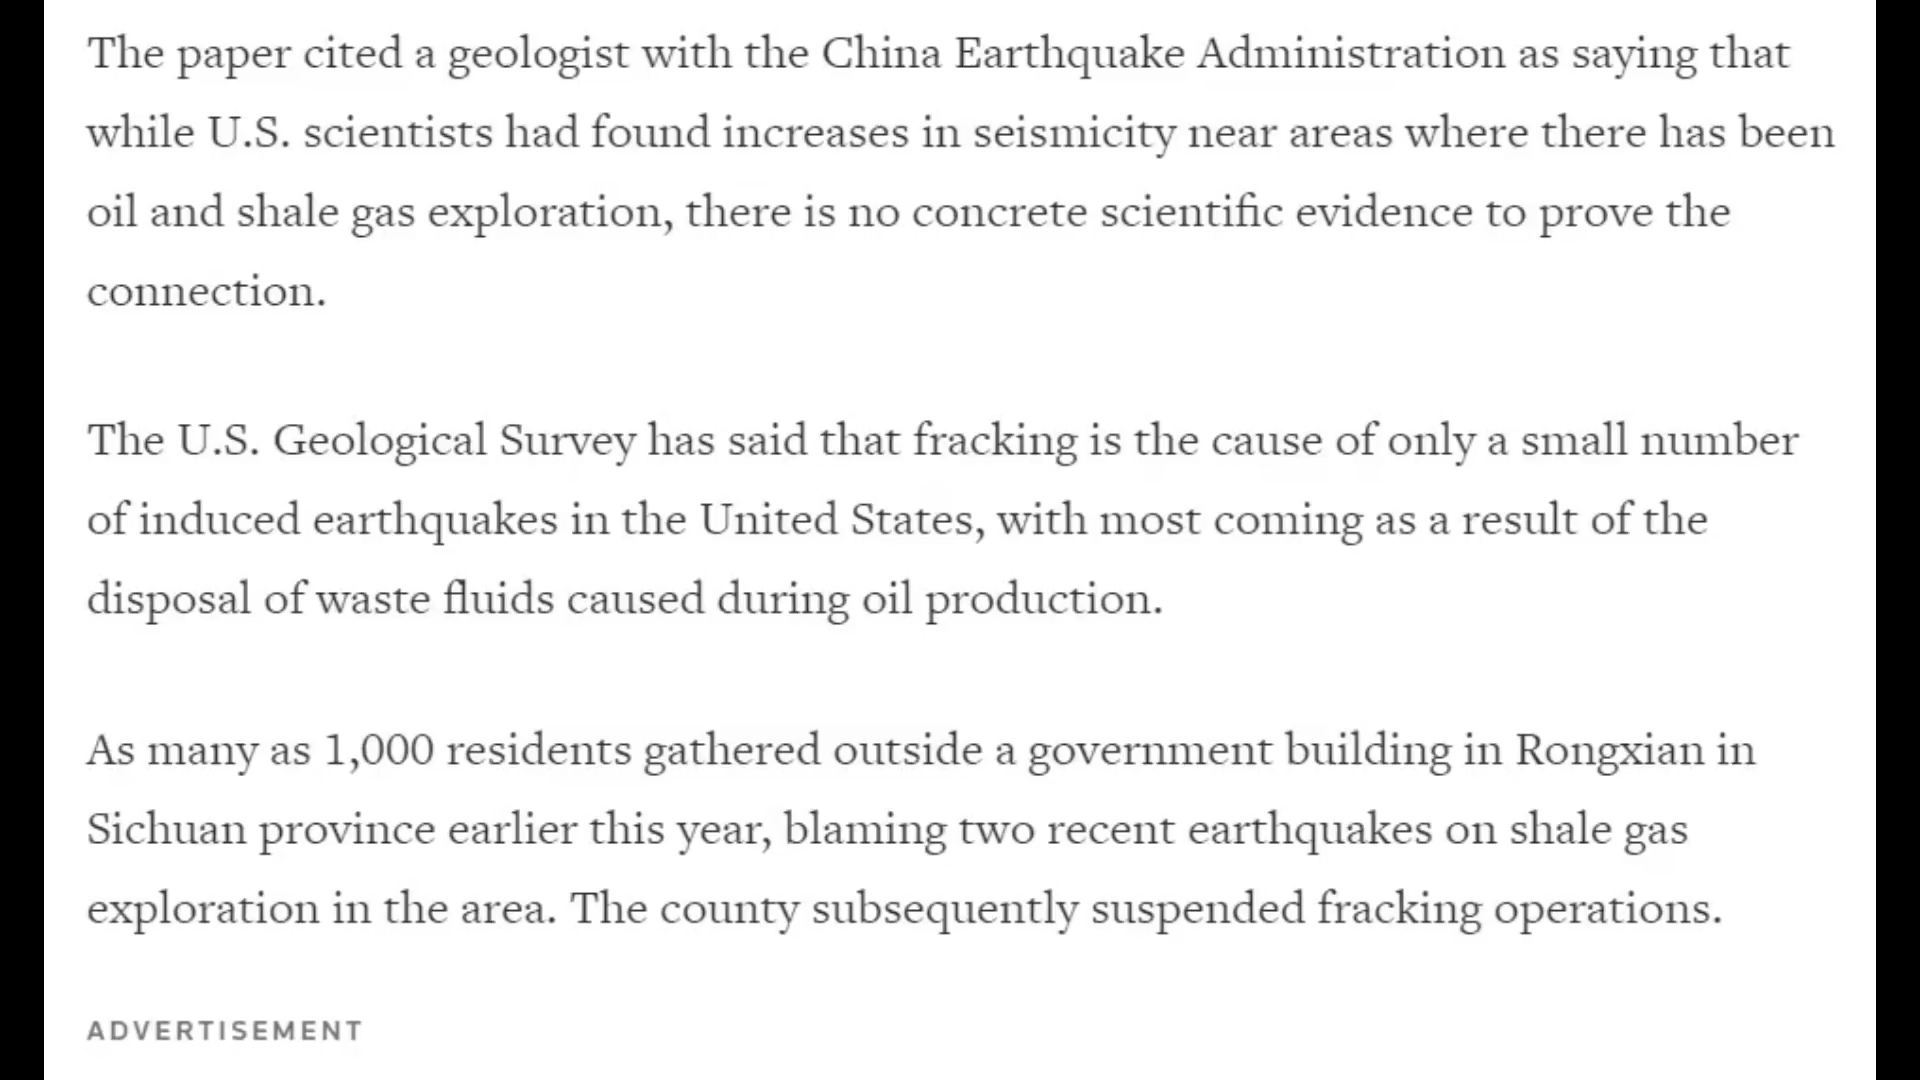 The paper cited a geologist with the China Earthquake Administration as saying that
while U.S. scientists had found increases in seismicity near areas where there has been
oil and shale gas exploration, there is no concrete scientific evidence to prove the
connection.
The U.S. Geological Survey has said that fracking is the cause of only a small number
of induced earthquakes in the United States, with most coming as a result of the
disposal of waste fluids caused during oil production.
As many as 1,000 residents gathered outside a government building in Rongxian in
Sichuan province earlier this year, blaming two recent earthquakes on shale gas
exploration in the area. The county subsequently suspended fracking operations.
ADVERTISEMENT